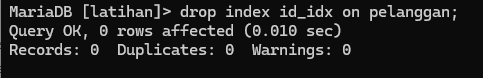 MariaDB [latihan]> drop index id_idx on pelanggan;
Query OK, 0 rows affected (0.010 sec)
Records: 0  Duplicates: 0  Warnings: 0